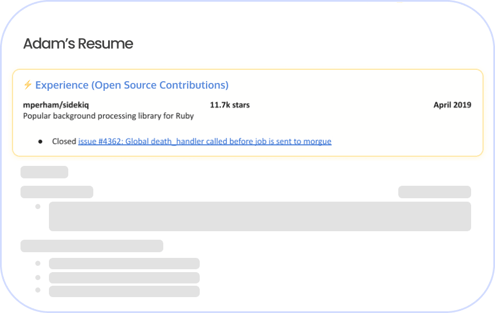 Adam's Resume
⚡ Experience (Open Source Contributions)
mperham/sidekiq 11.7k stars April 2019
Popular background processing library for Ruby
● Closed issue #4362: Global death_handler called before job is sent to morgue